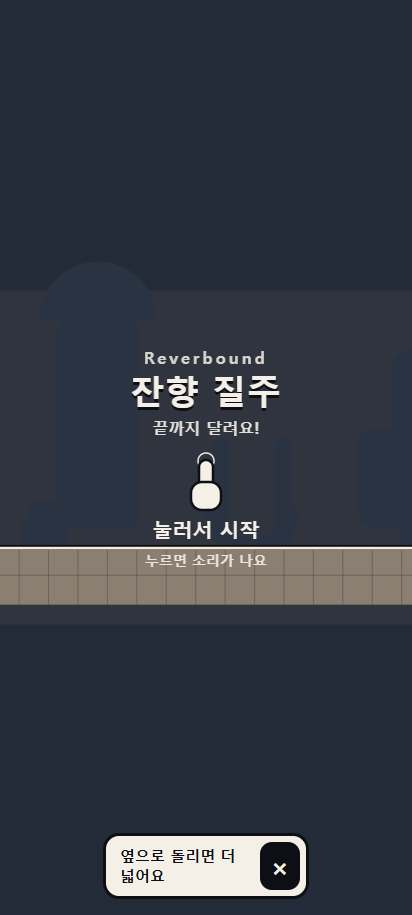 Reverbound
잔향 질주
끝까지 달려요!
눌러서 시작
누르면 소리가 나요
옆으로 돌리면 더
넓어요
×